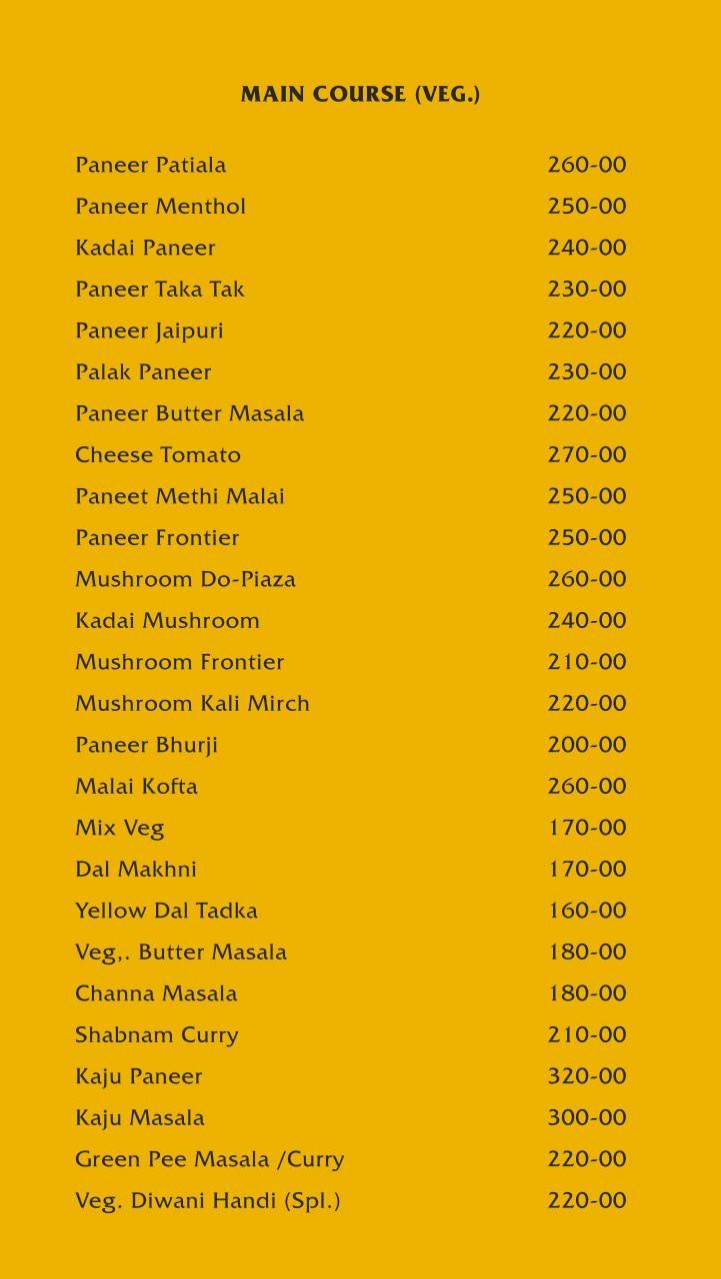 MAIN COURSE (VEG.)
Paneer Patiala 260-00
Paneer Menthol 250-00
Kadai Paneer 240-00
Paneer Taka Tak 230-00
Paneer Jaipuri 220-00
Palak Paneer 230-00
Paneer Butter Masala 220-00
Cheese Tomato 270-00
Paneet Methi Malai 250-00
Paneer Frontier 250-00
Mushroom Do-Piaza 260-00
Kadai Mushroom 240-00
Mushroom Frontier 210-00
Mushroom Kali Mirch 220-00
Paneer Bhurji 200-00
Malai Kofta 260-00
Mix Veg 170-00
Dal Makhni 170-00
Yellow Dal Tadka 160-00
Veg,. Butter Masala 180-00
Channa Masala 180-00
Shabnam Curry 210-00
Kaju Paneer 320-00
Kaju Masala 300-00
Green Pee Masala /Curry 220-00
Veg. Diwani Handi (Spl.) 220-00